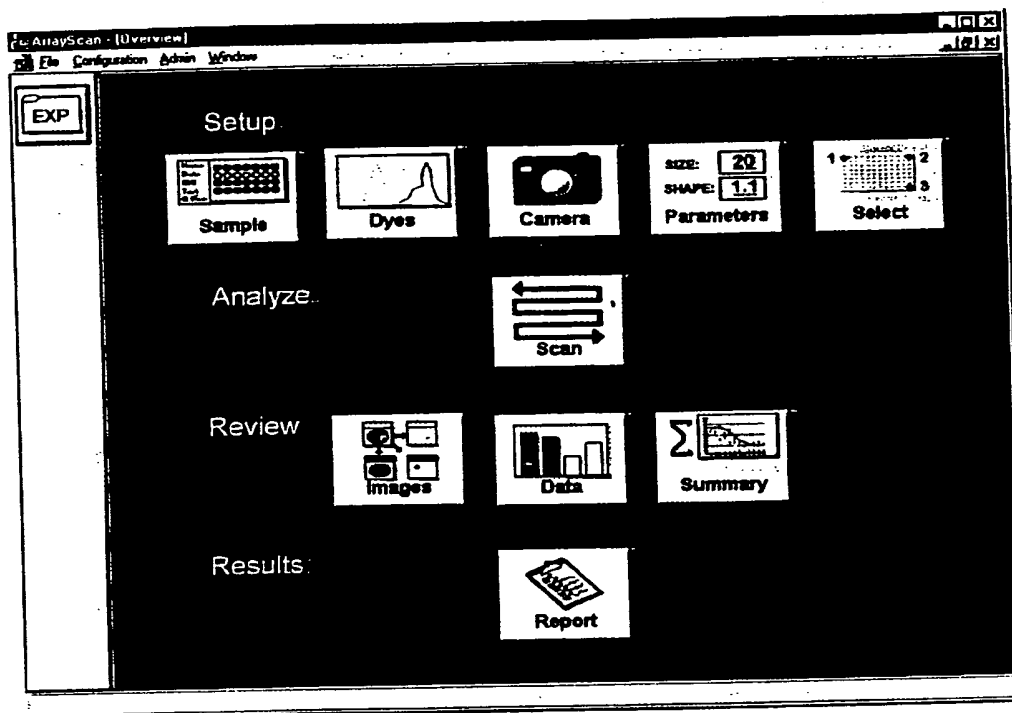 ArrayScan - [Overview]
File Configuration Admin Window
EXP
Setup
Sample
Dyes
Camera
SIZE: 20
SHAPE: 1.1
Parameters
1 2
3
Select
Analyze
Scan
Review
Images
Data
Σ
Summary
Results:
Report